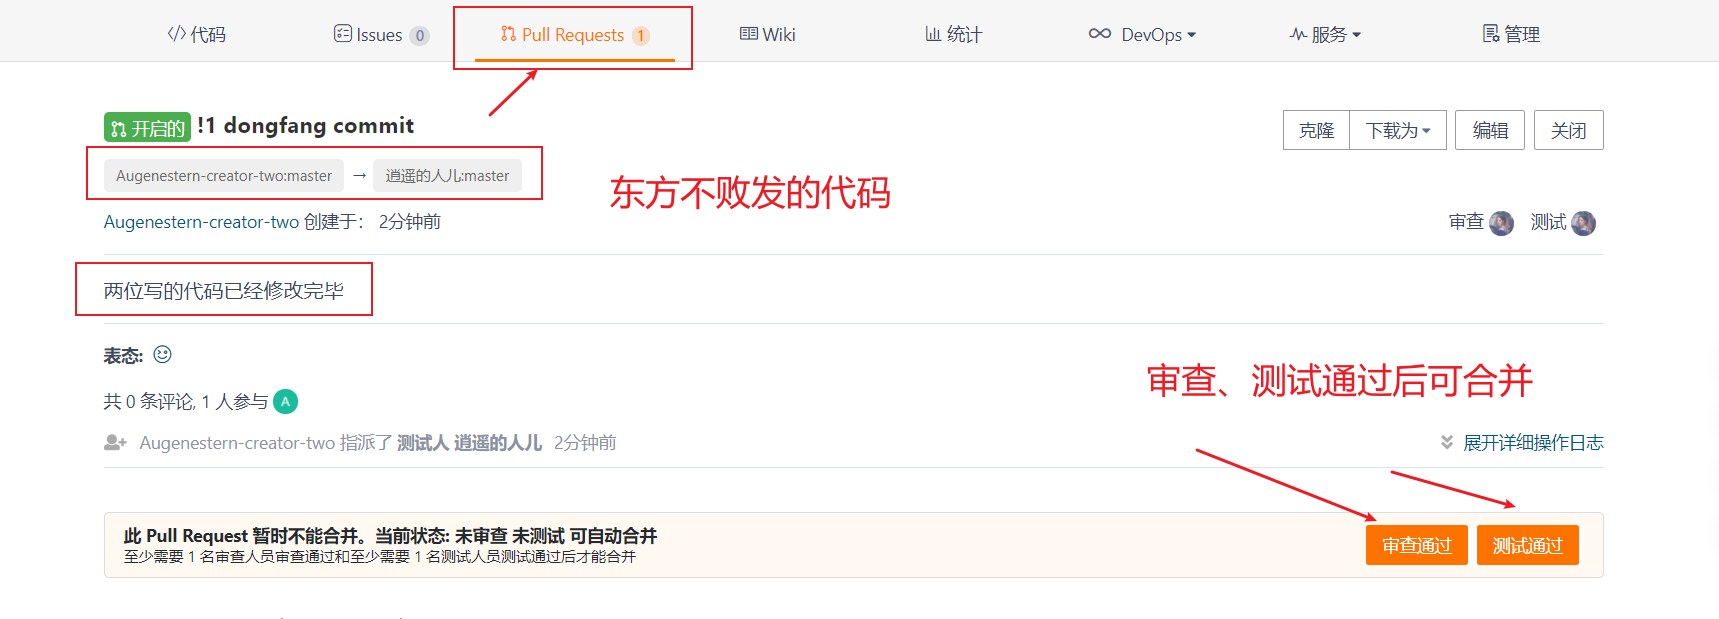 代码 Issues 0 Pull Requests 1 Wiki 统计 DevOps 服务 管理
开启的 !1 dongfang commit
克隆 下载为 编辑 关闭
Augenestern-creator-two:master → 逍遥的人儿:master
东方不败发的代码
Augenestern-creator-two 创建于： 2分钟前
审查 测试
两位写的代码已经修改完毕
表态:
审查、测试通过后可合并
共 0 条评论, 1 人参与 A
Augenestern-creator-two 指派了 测试人 逍遥的人儿 2分钟前
展开详细操作日志
此 Pull Request 暂时不能合并。当前状态: 未审查 未测试 可自动合并
至少需要 1 名审查人员审查通过和至少需要 1 名测试人员测试通过后才能合并
审查通过 测试通过